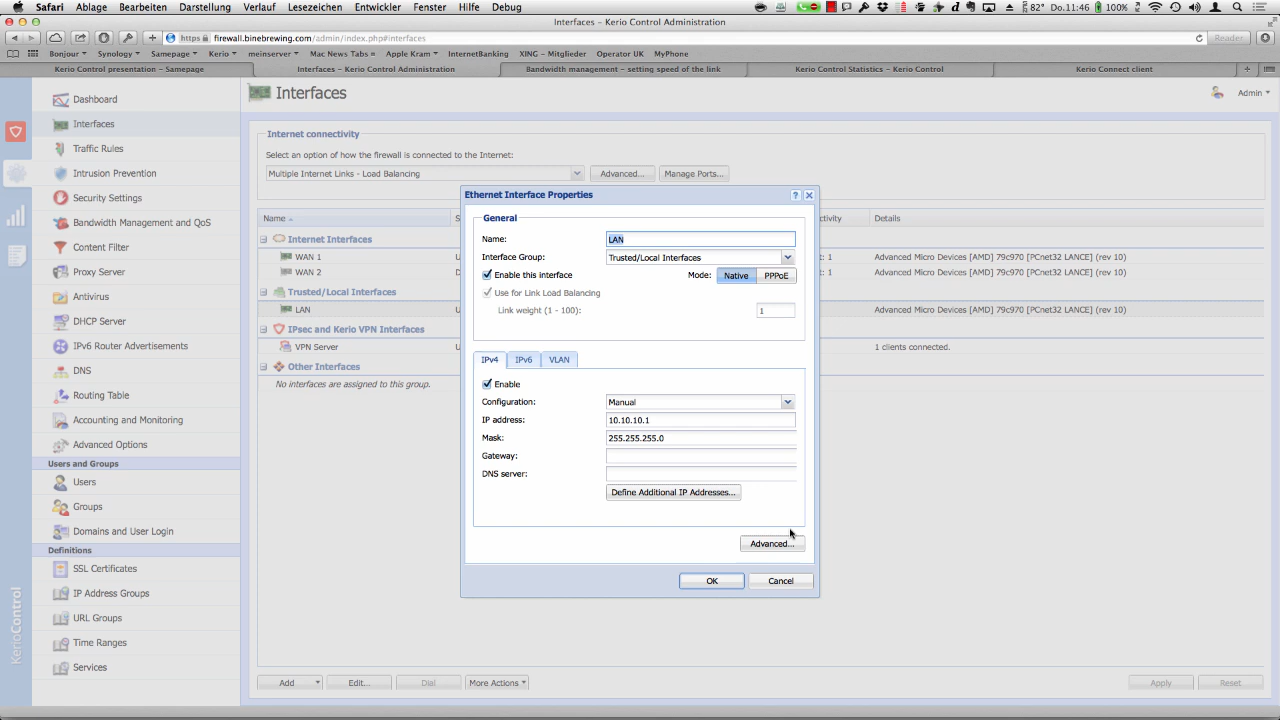 Safari Ablage Bearbeiten Darstellung Verlauf Lesezeichen Entwickler Fenster Hilfe Debug 82° Do.11:46 100%
Interfaces – Kerio Control Administration
https firewall.binebrewing.com/admin/index.php#interfaces Reader
Bonjour Synology Samepage Kerio meinserver Mac News Tabs Apple Kram InternetBanking XING - Mitglieder Operator UK MyPhone
Kerio Control presentation – Samepage Interfaces – Kerio Control Administration Bandwidth management – setting speed of the link Kerio Control Statistics – Kerio Control Kerio Connect client
Dashboard
Interfaces
Traffic Rules
Intrusion Prevention
Security Settings
Bandwidth Management and QoS
Content Filter
Proxy Server
Antivirus
DHCP Server
IPv6 Router Advertisements
DNS
Routing Table
Accounting and Monitoring
Advanced Options
Users and Groups
Users
Groups
Domains and User Login
Definitions
SSL Certificates
IP Address Groups
URL Groups
Time Ranges
Services
KerioControl
Interfaces
Admin
Internet connectivity
Select an option of how the firewall is connected to the Internet:
Multiple Internet Links - Load Balancing Advanced... Manage Ports...
Name S ctivity Details
Internet Interfaces
WAN 1 U : 1 Advanced Micro Devices [AMD] 79c970 [PCnet32 LANCE] (rev 10)
WAN 2 U : 1 Advanced Micro Devices [AMD] 79c970 [PCnet32 LANCE] (rev 10)
Trusted/Local Interfaces
LAN U Advanced Micro Devices [AMD] 79c970 [PCnet32 LANCE] (rev 10)
IPsec and Kerio VPN Interfaces
VPN Server U 1 clients connected.
Other Interfaces
No interfaces are assigned to this group.
Ethernet Interface Properties
General
Name: LAN
Interface Group: Trusted/Local Interfaces
Enable this interface Mode: Native PPPoE
Use for Link Load Balancing
Link weight (1 - 100): 1
IPv4 IPv6 VLAN
Enable
Configuration: Manual
IP address: 10.10.10.1
Mask: 255.255.255.0
Gateway:
DNS server:
Define Additional IP Addresses...
Advanced...
OK Cancel
Add Edit... Dial More Actions Apply Reset